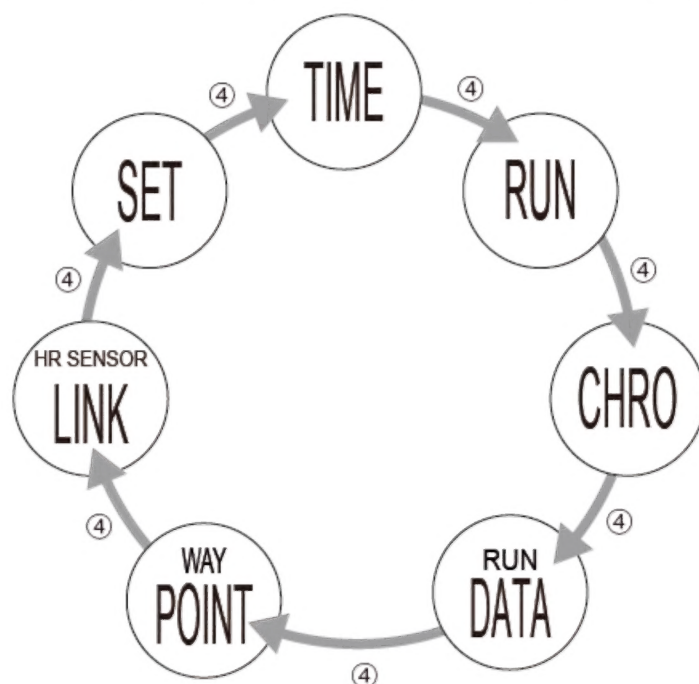 TIME
④
RUN
④
CHRO
④
RUN
DATA
④
WAY
POINT
④
HR SENSOR
LINK
④
SET
④